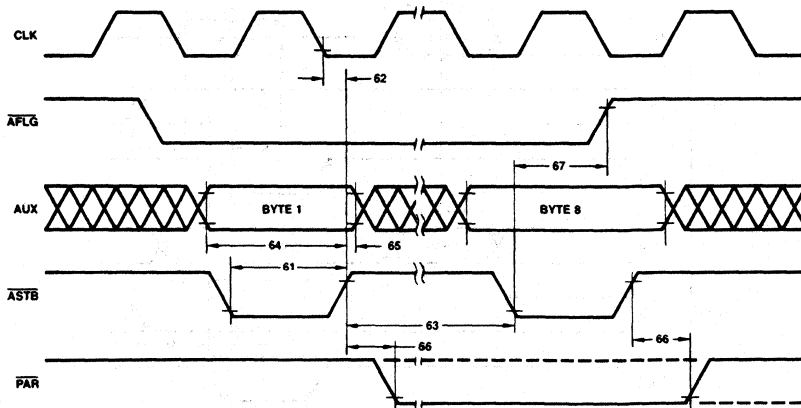 CLK
62
AFLG
67
AUX
BYTE 1
BYTE 8
64
65
61
ASTB
63
66
66
PAR